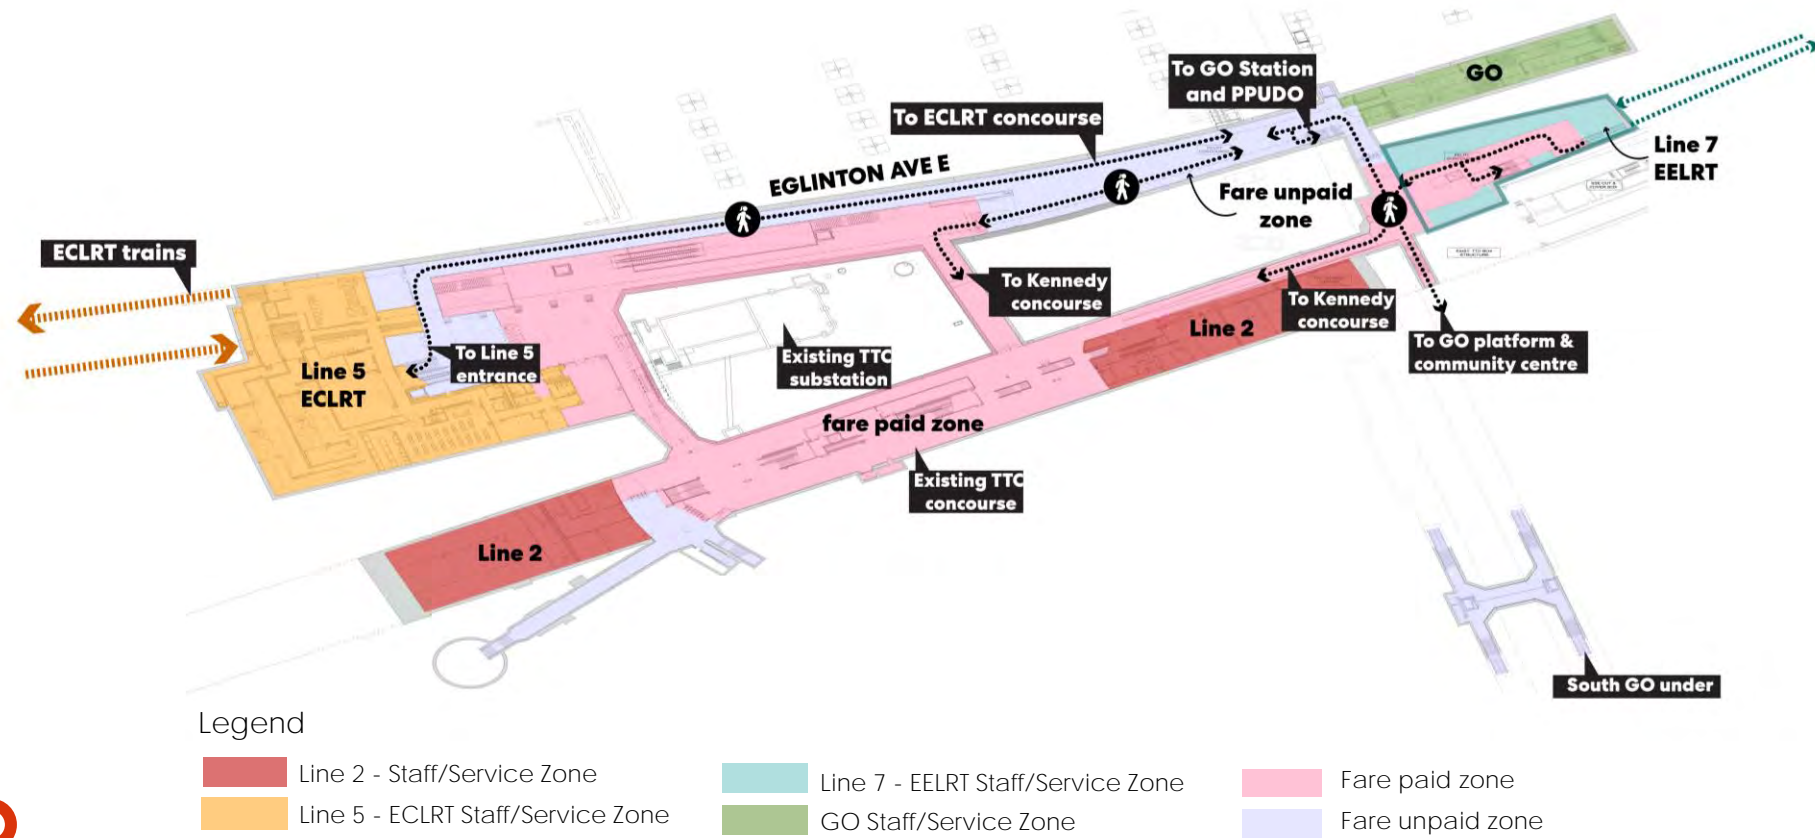 To GO Station
and PPUDO
GO
To ECLRT concourse
Line 7
EELRT
EGLINTON AVE E
Fare unpaid
zone
ECLRT trains
To Kennedy
concourse
To Kennedy
concourse
Line 2
To GO platform &
community centre
To Line 5
entrance
Existing TTC
substation
Line 5
ECLRT
fare paid zone
Existing TTC
concourse
Line 2
South GO under
Legend
Line 2 - Staff/Service Zone
Line 5 - ECLRT Staff/Service Zone
Line 7 - EELRT Staff/Service Zone
GO Staff/Service Zone
Fare paid zone
Fare unpaid zone